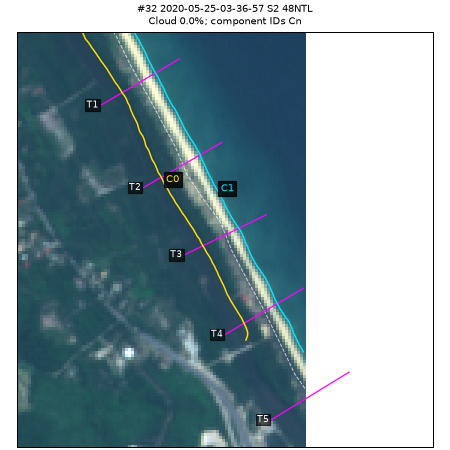 #32 2020-05-25-03-36-57 S2 48NTL
Cloud 0.0%; component IDs Cn
T1
T2
C0
C1
T3
T4
T5